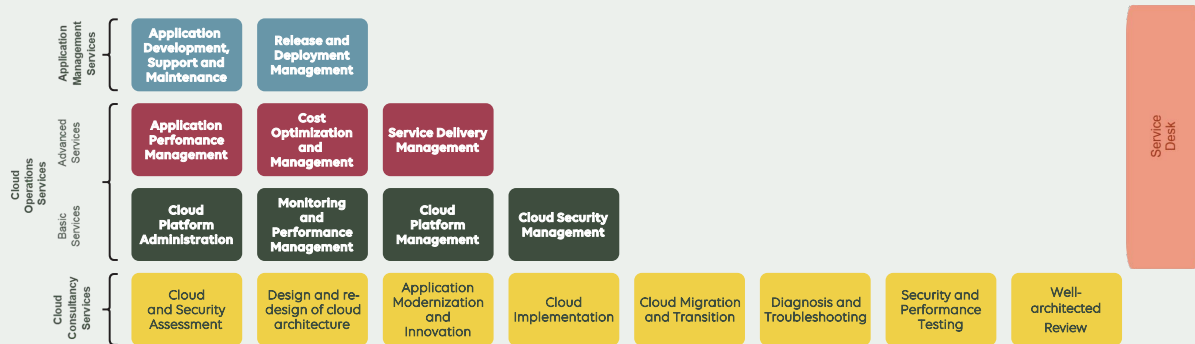 Application
Management
Services
Application
Development,
Support and
Maintenance
Release and
Deployment
Management
Cloud
Operations
Services
Advanced
Services
Application
Perfomance
Management
Cost
Optimization
and
Management
Service Delivery
Management
Basic
Services
Cloud
Platform
Administration
Monitoring
and
Performance
Management
Cloud
Platform
Management
Cloud Security
Management
Cloud
Consultancy
Services
Cloud
and Security
Assessment
Design and re-
design of cloud
architecture
Application
Modernization
and
Innovation
Cloud
Implementation
Cloud Migration
and Transition
Diagnosis and
Troubleshooting
Security and
Performance
Testing
Well-
architected
Review
Service
Desk